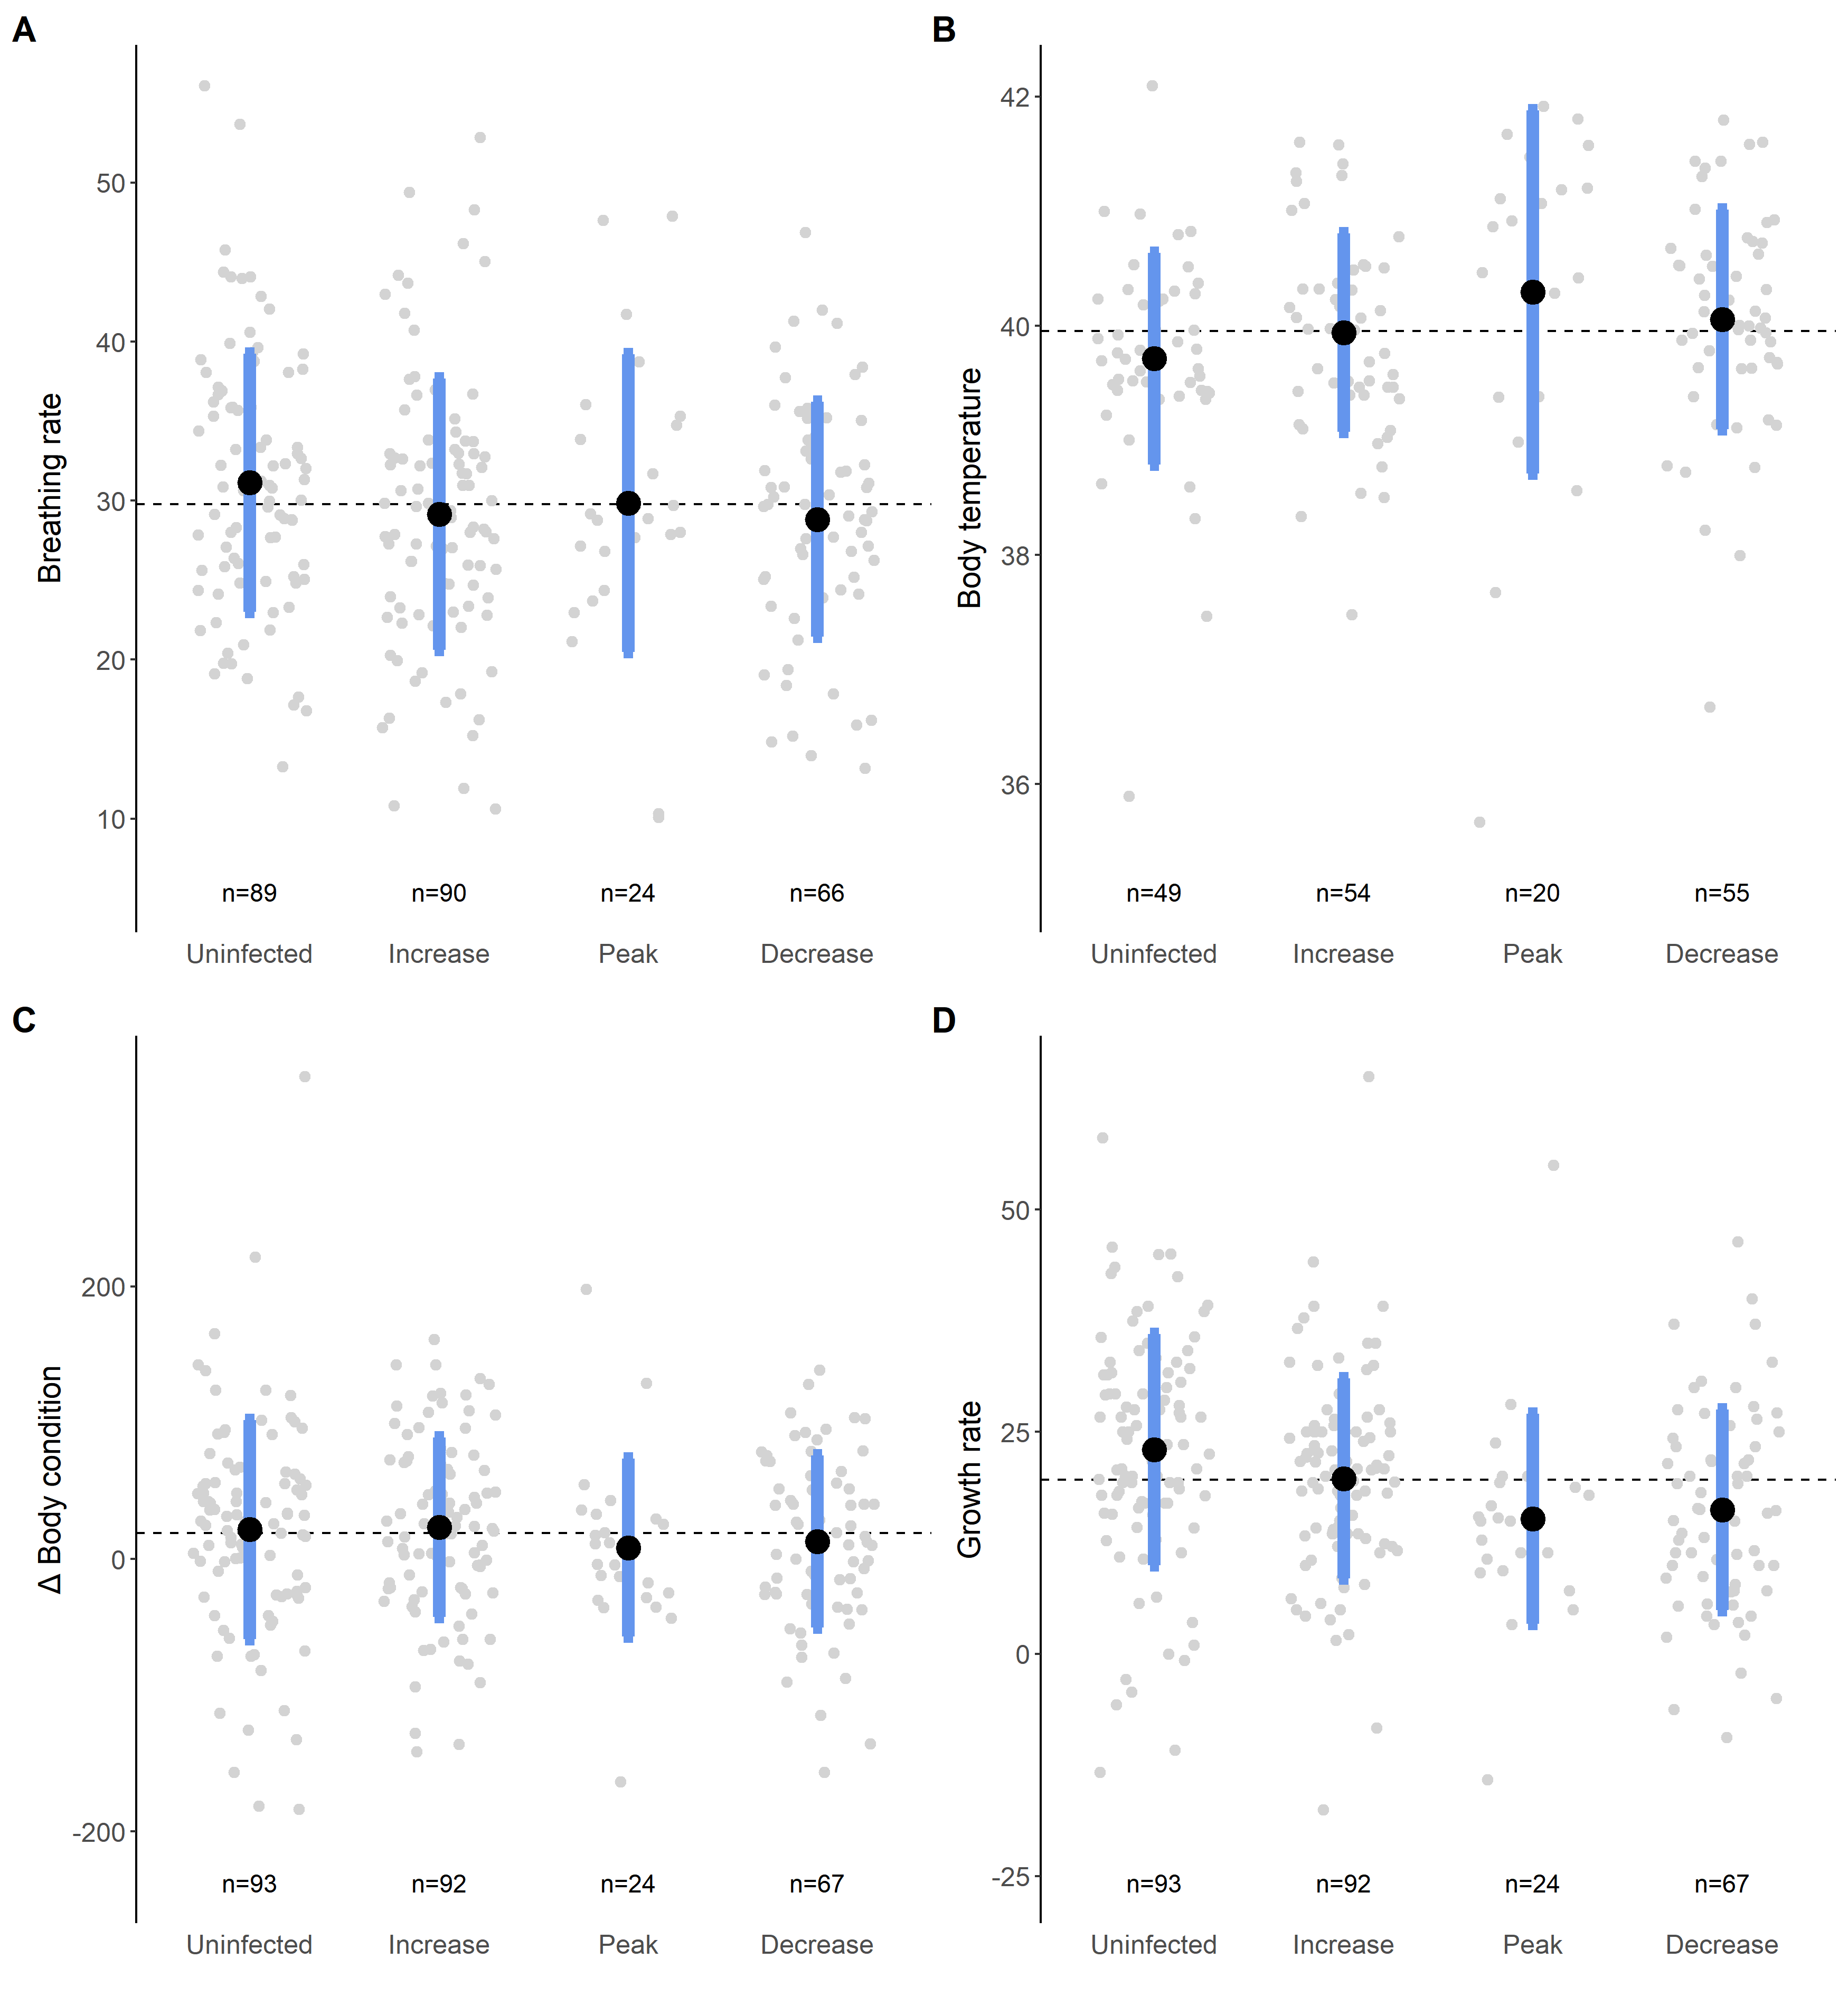 A
Breathing rate
50
40
30
20
10
n=89 n=90 n=24 n=66
Uninfected Increase Peak Decrease
B
Body temperature
42
40
38
36
n=49 n=54 n=20 n=55
Uninfected Increase Peak Decrease
C
Δ Body condition
200
0
-200
n=93 n=92 n=24 n=67
Uninfected Increase Peak Decrease
D
Growth rate
50
25
0
-25
n=93 n=92 n=24 n=67
Uninfected Increase Peak Decrease